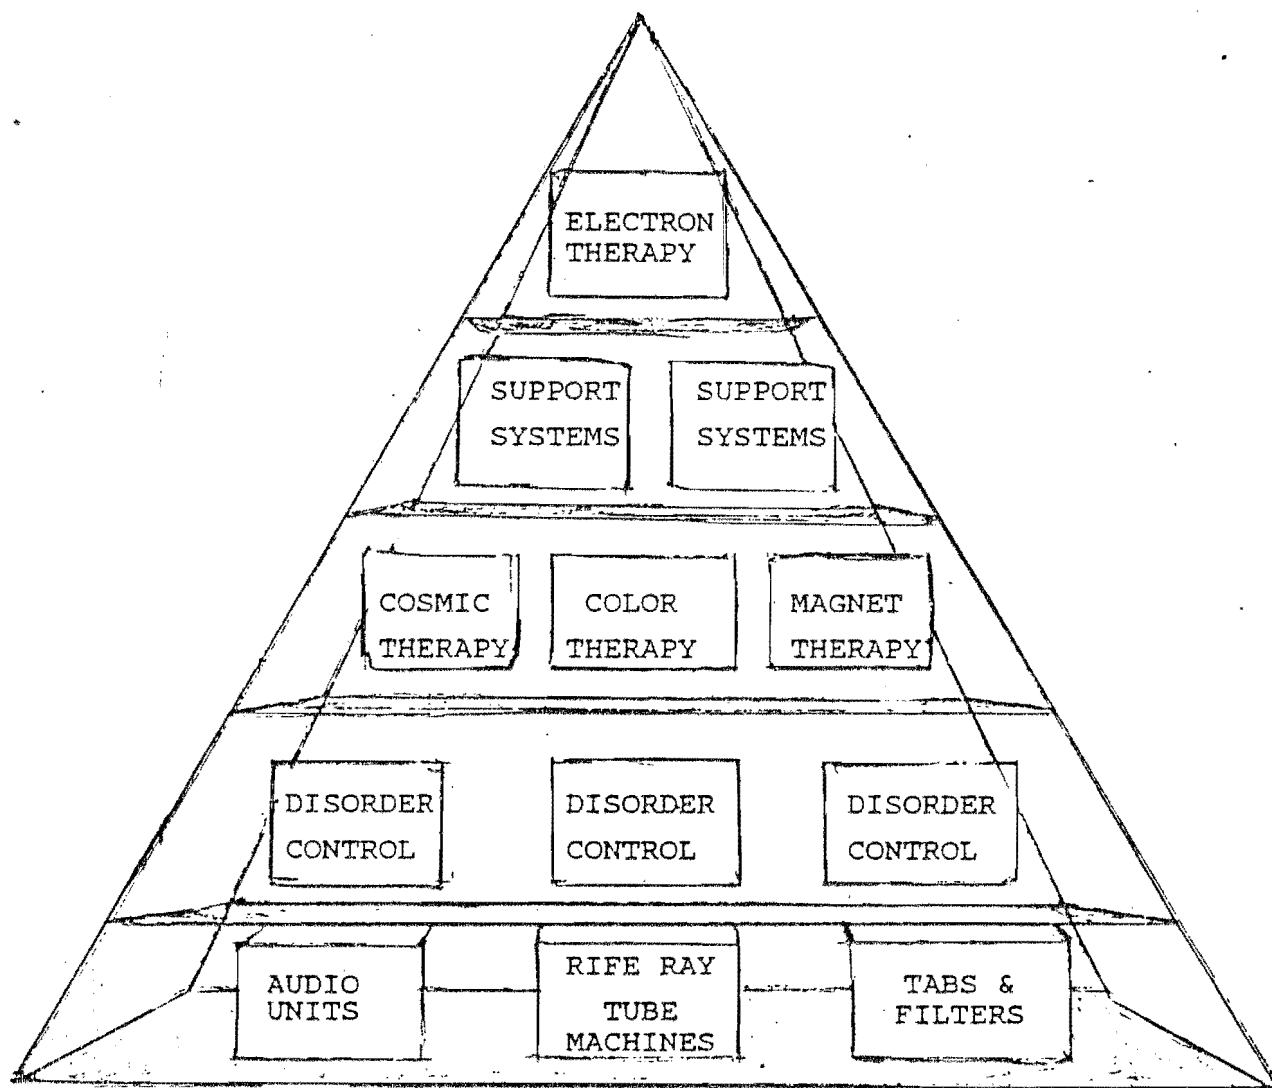 ELECTRON
THERAPY
SUPPORT
SYSTEMS
SUPPORT
SYSTEMS
COSMIC
THERAPY
COLOR
THERAPY
MAGNET
THERAPY
DISORDER
CONTROL
DISORDER
CONTROL
DISORDER
CONTROL
AUDIO
UNITS
RIFE RAY
TUBE
MACHINES
TABS &
FILTERS